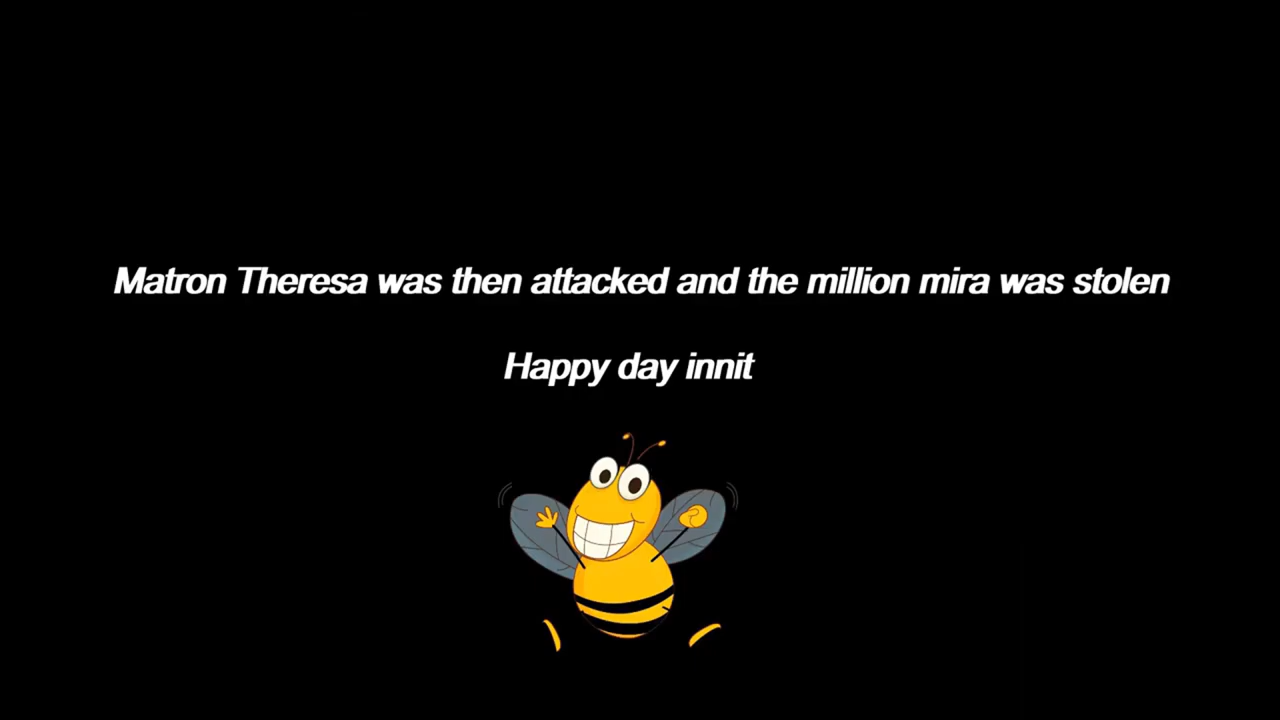 Matron Theresa was then attacked and the million mira was stolen
Happy day innit